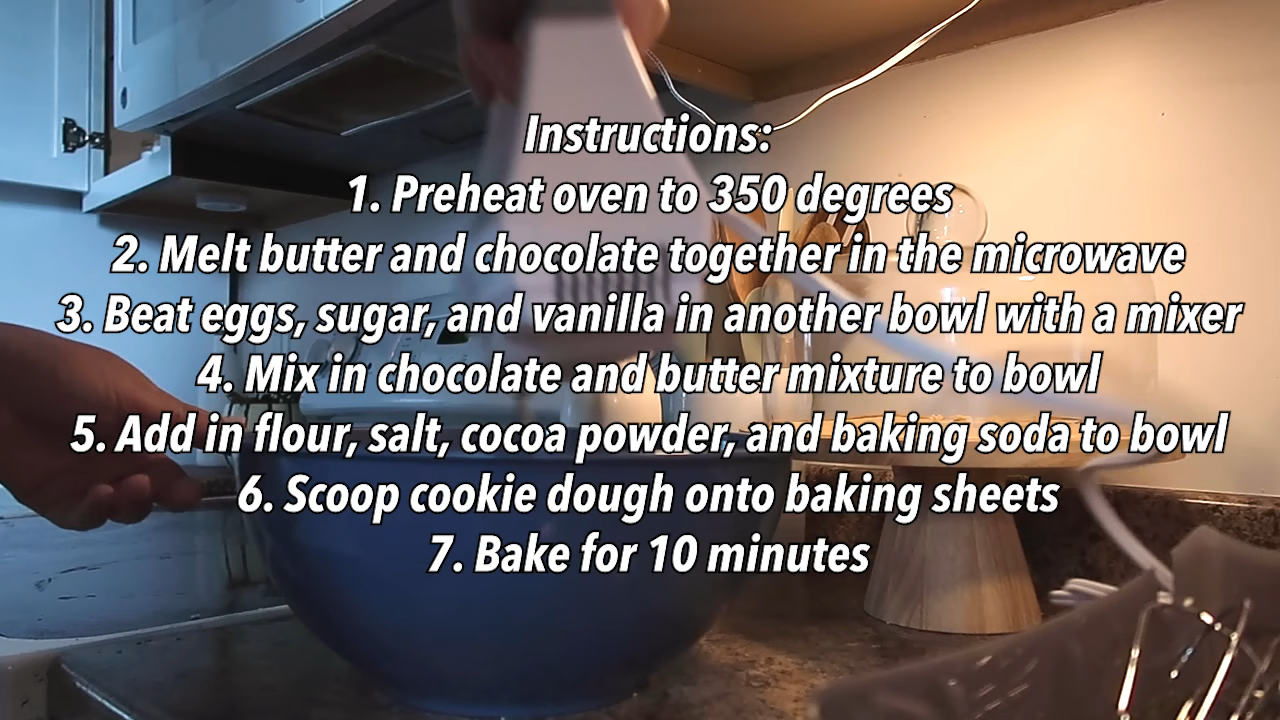 Instructions:
1. Preheat oven to 350 degrees
2. Melt butter and chocolate together in the microwave
3. Beat eggs, sugar, and vanilla in another bowl with a mixer
4. Mix in chocolate and butter mixture to bowl
5. Add in flour, salt, cocoa powder, and baking soda to bowl
6. Scoop cookie dough onto baking sheets
7. Bake for 10 minutes